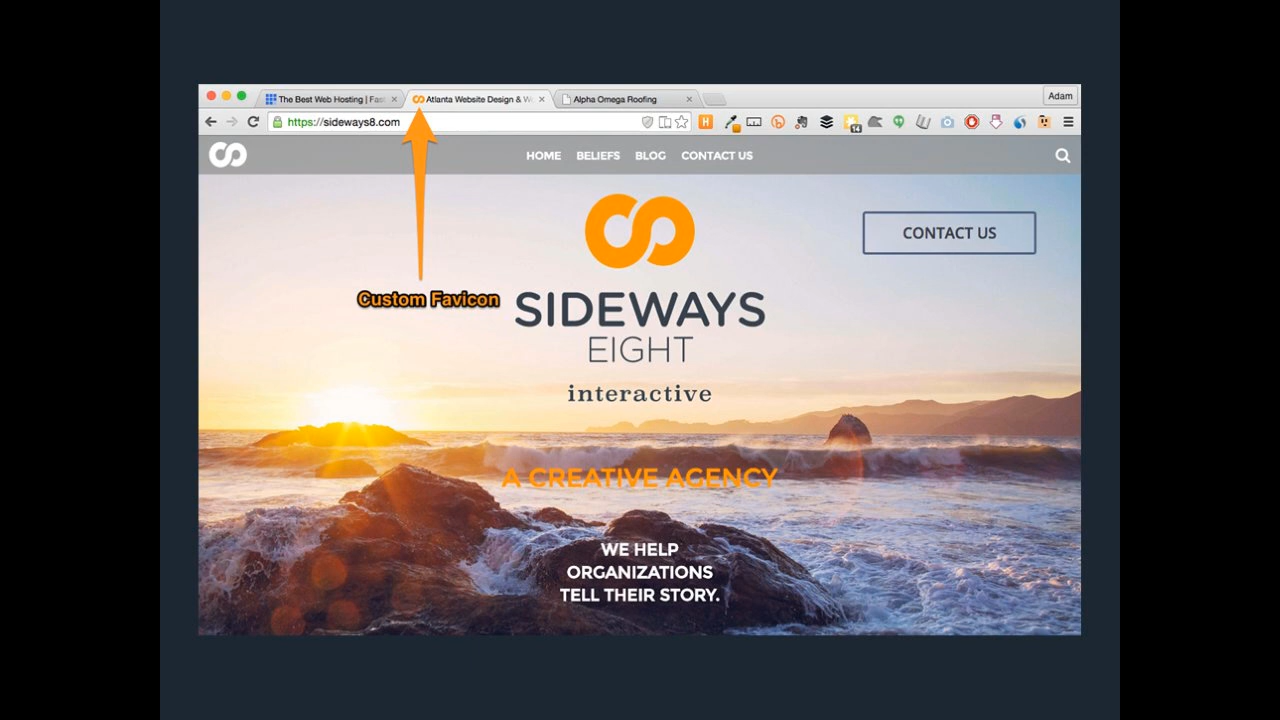 The Best Web Hosting | Fast
Atlanta Website Design & W
Alpha Omega Roofing
Adam
https://sideways8.com
H
14
HOME
BELIEFS
BLOG
CONTACT US
CONTACT US
Custom Favicon
SIDEWAYS
EIGHT
interactive
A CREATIVE AGENCY
WE HELP
ORGANIZATIONS
TELL THEIR STORY.